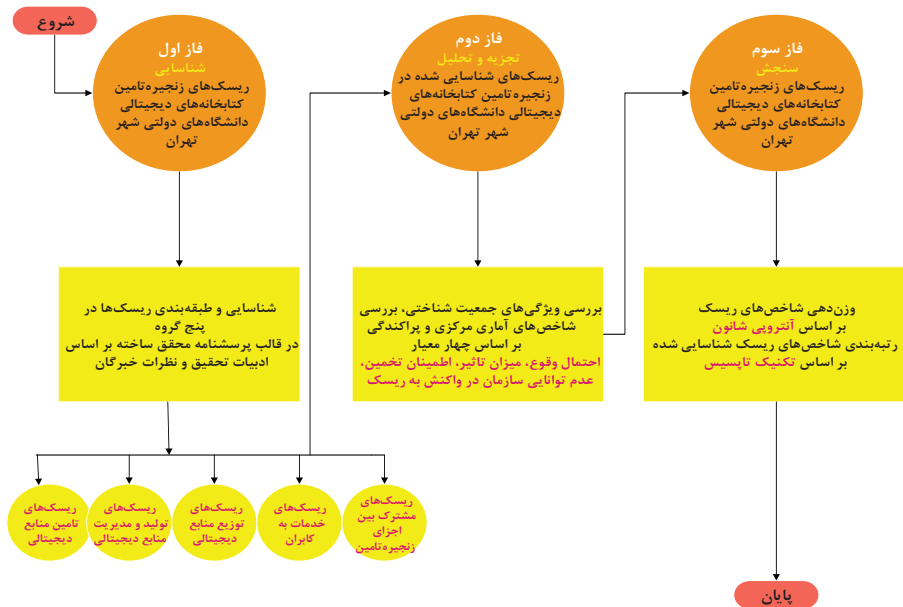 شروع
فاز اول
شناسایی
ریسک‌های زنجیره‌تامین
کتابخانه‌های دیجیتالی
دانشگاه‌های دولتی شهر
تهران
فاز دوم
تجزیه و تحلیل
ریسک‌های شناسایی شده در
زنجیره‌تامین کتابخانه‌های
دیجیتالی دانشگاه‌های دولتی
شهر تهران
فاز سوم
سنجش
ریسک‌های زنجیره‌تامین
کتابخانه‌های دیجیتالی
دانشگاه‌های دولتی شهر
تهران
شناسایی و طبقه‌بندی ریسک‌ها در
پنج گروه
در قالب پرسشنامه محقق ساخته بر اساس
ادبیات تحقیق و نظرات خبرگان
بررسی ویژگی‌های جمعیت شناختی، بررسی
شاخص‌های آماری مرکزی و پراکندگی
بر اساس چهار معیار
احتمال وقوع، میزان تاثیر، اطمینان تخمین،
عدم توانایی سازمان در واکنش به ریسک
وزن‌دهی شاخص‌های ریسک
بر اساس آنتروپی شانون
رتبه‌بندی شاخص‌های ریسک شناسایی شده
بر اساس تکنیک تاپسیس
ریسک‌های
تامین منابع
دیجیتالی
ریسک‌های
تولید و مدیریت
منابع دیجیتالی
ریسک‌های
توزیع منابع
دیجیتالی
ریسک‌های
خدمات به
کابران
ریسک‌های
مشترک بین
اجزای
زنجیره‌تامین
پایان